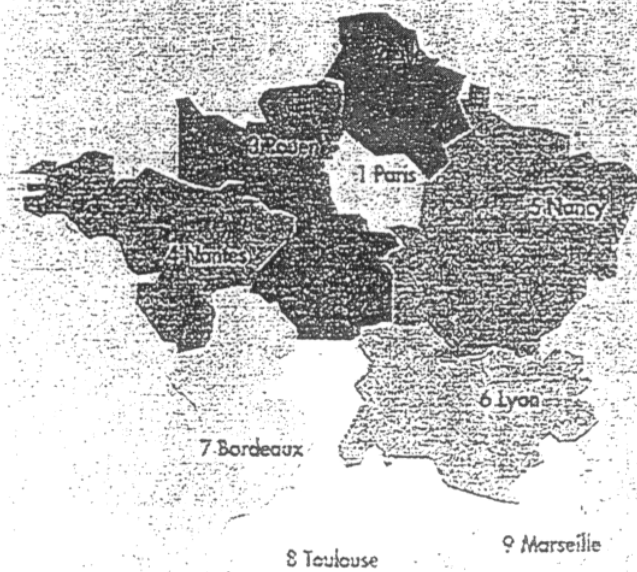 3 Rouen
1 Paris
5 Nancy
4 Nantes
6 Lyon
7 Bordeaux
9 Marseille
8 Toulouse